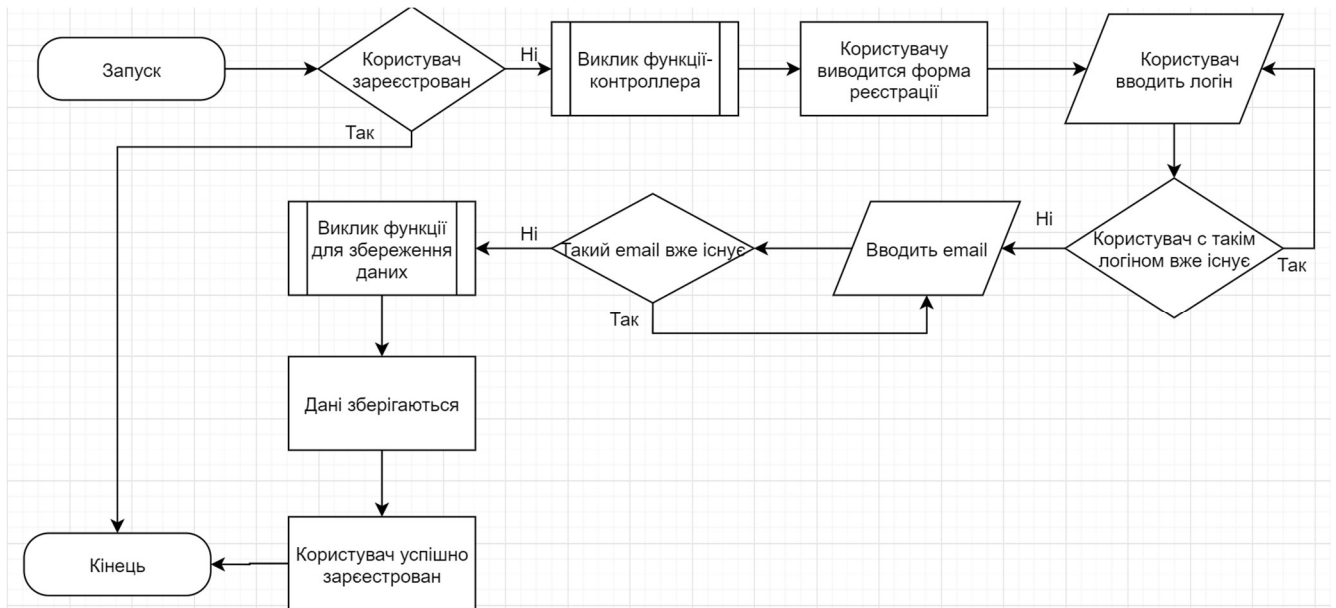 Запуск
Користувач
зареєстрован
Ні
Так
Виклик функції-
контроллера
Користувачу
виводится форма
реєстрації
Користувач
вводить логін
Користувач с такім
логіном вже існує
Так
Ні
Вводить email
Такий email вже існує
Так
Ні
Виклик функції
для збереження
даних
Дані зберігаються
Користувач успішно
зарєестрован
Кінець